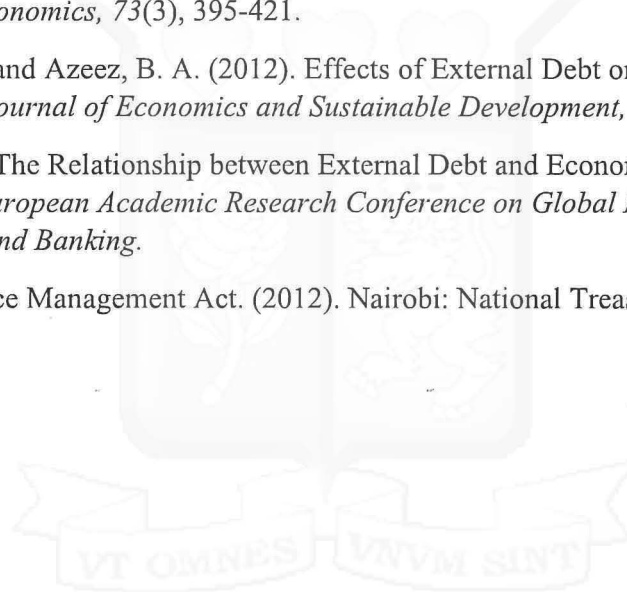 onomics, 73(3), 395-421.
and Azeez, B. A. (2012). Effects of External Debt on
ournal of Economics and Sustainable Development,
The Relationship between External Debt and Econo
uropean Academic Research Conference on Global
nd Banking.
ce Management Act. (2012). Nairobi: National Treas
VT OMNES VNVM SINT